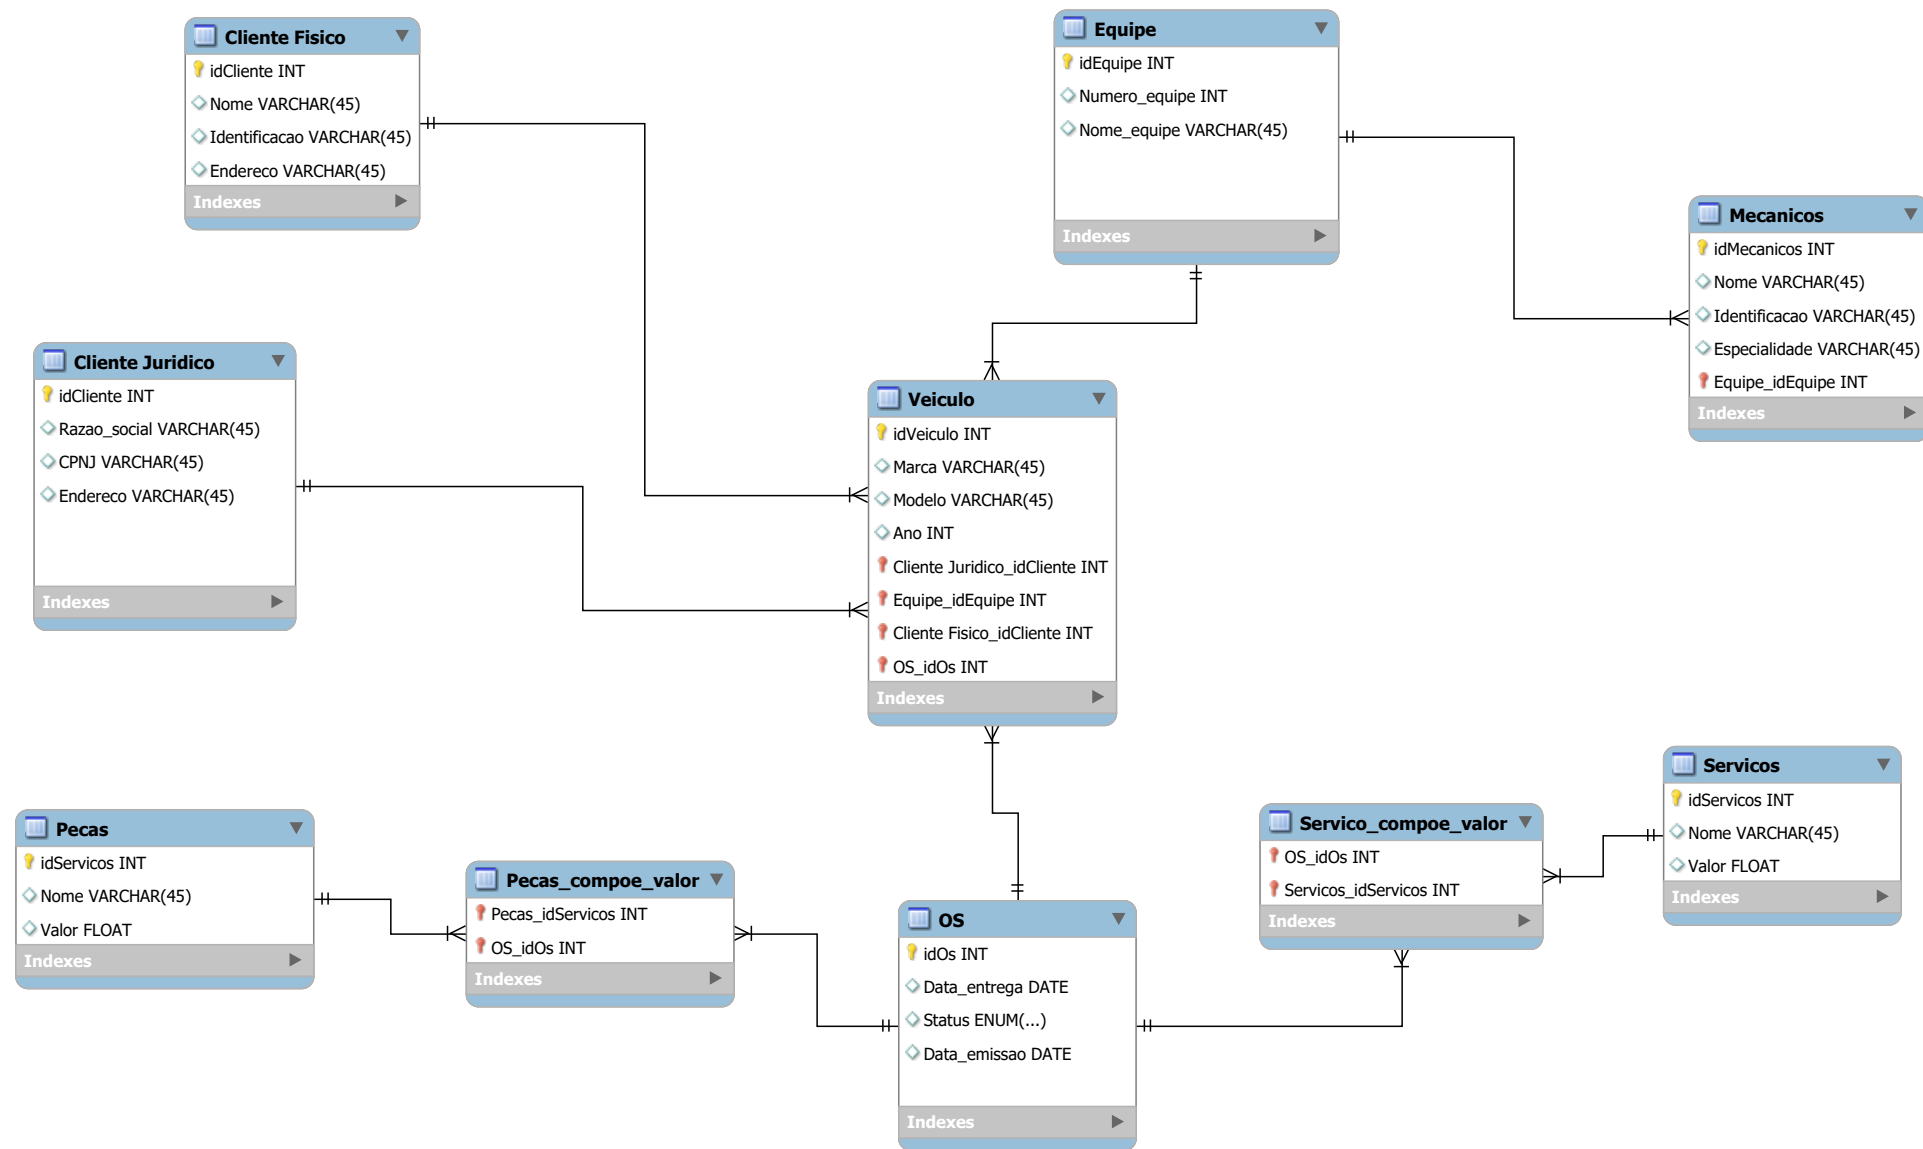 Cliente Fisico
idCliente INT
Nome VARCHAR(45)
Identificacao VARCHAR(45)
Endereco VARCHAR(45)
Indexes
Equipe
idEquipe INT
Numero_equipe INT
Nome_equipe VARCHAR(45)
Indexes
Mecanicos
idMecanicos INT
Nome VARCHAR(45)
Identificacao VARCHAR(45)
Especialidade VARCHAR(45)
Equipe_idEquipe INT
Indexes
Cliente Juridico
idCliente INT
Razao_social VARCHAR(45)
CPNJ VARCHAR(45)
Endereco VARCHAR(45)
Indexes
Veiculo
idVeiculo INT
Marca VARCHAR(45)
Modelo VARCHAR(45)
Ano INT
Cliente Juridico_idCliente INT
Equipe_idEquipe INT
Cliente Fisico_idCliente INT
OS_idOs INT
Indexes
Pecas
idServicos INT
Nome VARCHAR(45)
Valor FLOAT
Indexes
Pecas_compoe_valor
Pecas_idServicos INT
OS_idOs INT
Indexes
OS
idOs INT
Data_entrega DATE
Status ENUM(...)
Data_emissao DATE
Indexes
Servico_compoe_valor
OS_idOs INT
Servicos_idServicos INT
Indexes
Servicos
idServicos INT
Nome VARCHAR(45)
Valor FLOAT
Indexes